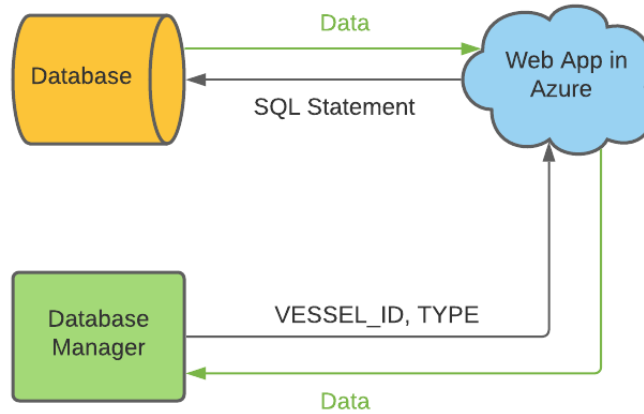 Data
Database
Web App in
Azure
SQL Statement
Database
Manager
VESSEL_ID, TYPE
Data